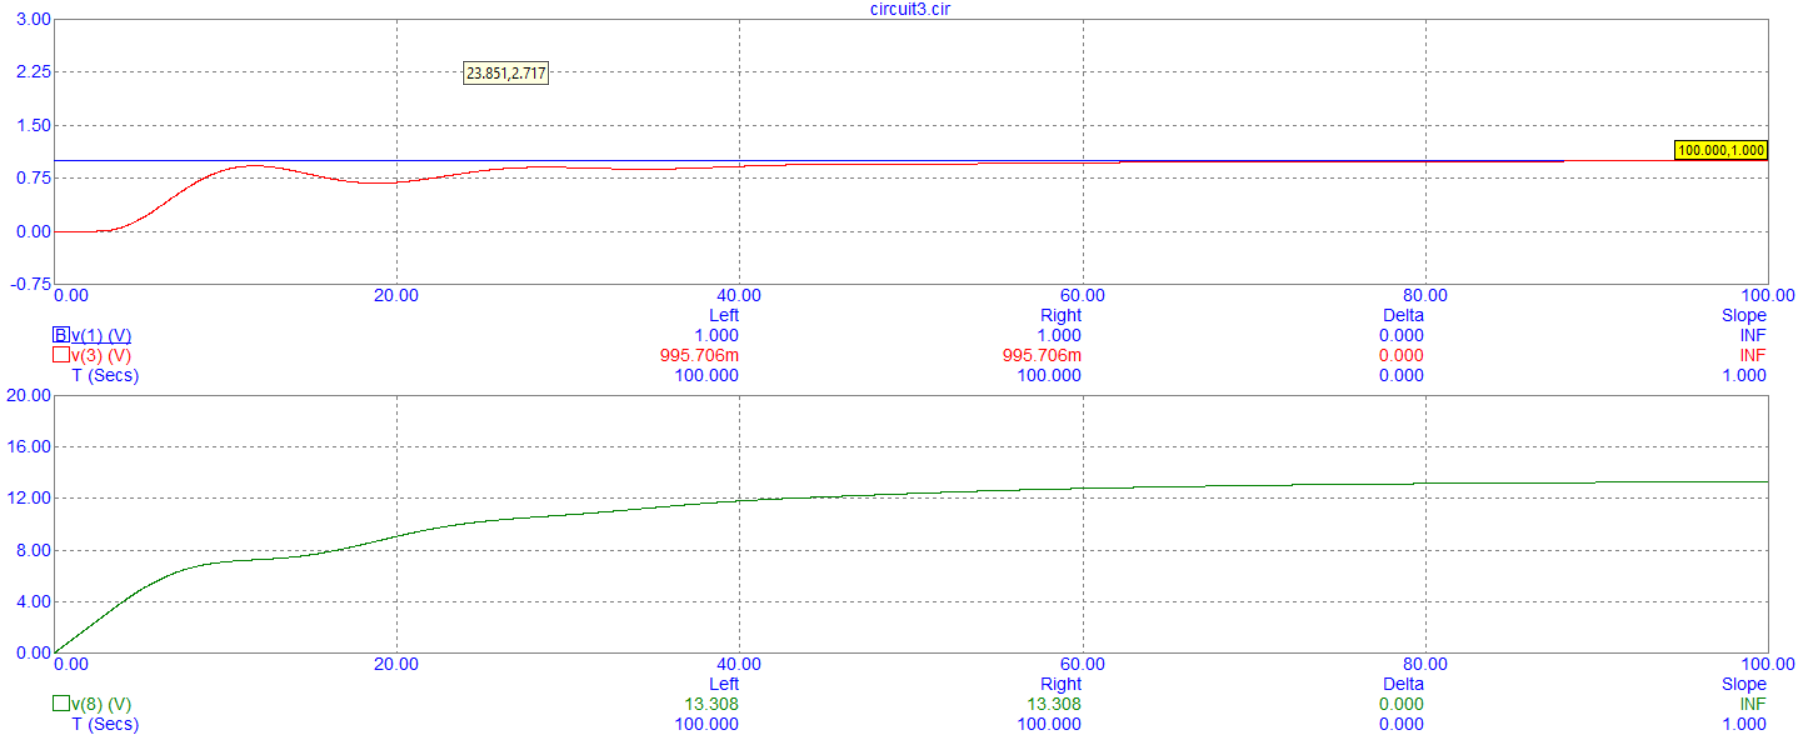 circuit3.cir
3.00
2.25
23.851,2.717
1.50
100.000,1.000
0.75
0.00
-0.75
0.00 20.00 40.00 60.00 80.00 100.00
Left Right Delta Slope
B v(1) (V) 1.000 1.000 0.000 INF
v(3) (V) 995.706m 995.706m 0.000 INF
T (Secs) 100.000 100.000 0.000 1.000
20.00
16.00
12.00
8.00
4.00
0.00
0.00 20.00 40.00 60.00 80.00 100.00
Left Right Delta Slope
v(8) (V) 13.308 13.308 0.000 INF
T (Secs) 100.000 100.000 0.000 1.000